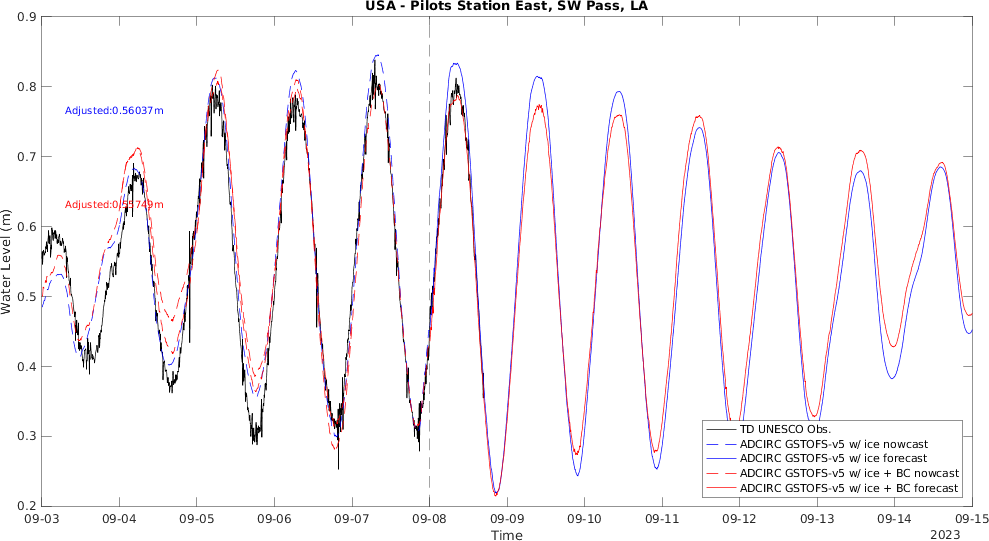 USA - Pilots Station East, SW Pass, LA
0.9
0.8
0.7
0.6
0.5
0.4
0.3
0.2
Water Level (m)
Adjusted:0.56037m
Adjusted:0.55749m
TD UNESCO Obs.
ADCIRC GSTOFS-v5 w/ ice nowcast
ADCIRC GSTOFS-v5 w/ ice forecast
ADCIRC GSTOFS-v5 w/ ice + BC nowcast
ADCIRC GSTOFS-v5 w/ ice + BC forecast
09-03 09-04 09-05 09-06 09-07 09-08 09-09 09-10 09-11 09-12 09-13 09-14 09-15
Time
2023